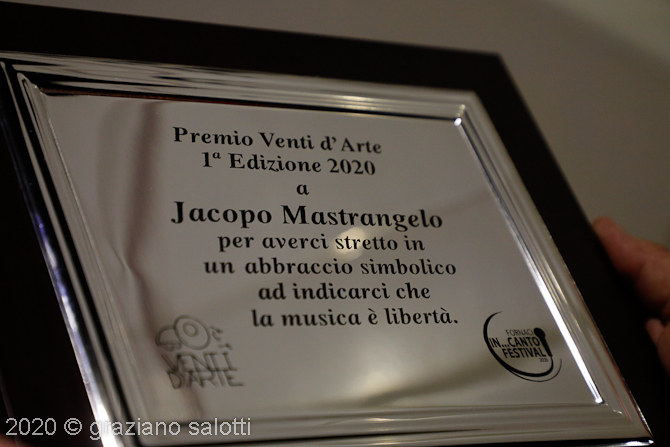 Premio Venti d'Arte
1ª Edizione 2020
a
Jacopo Mastrangelo
per averci stretto in
un abbraccio simbolico
ad indicarci che
la musica è libertà.
VENTI
D'ARTE
FORNACI
IN...CANTO
FESTIVAL
2020 © graziano salotti